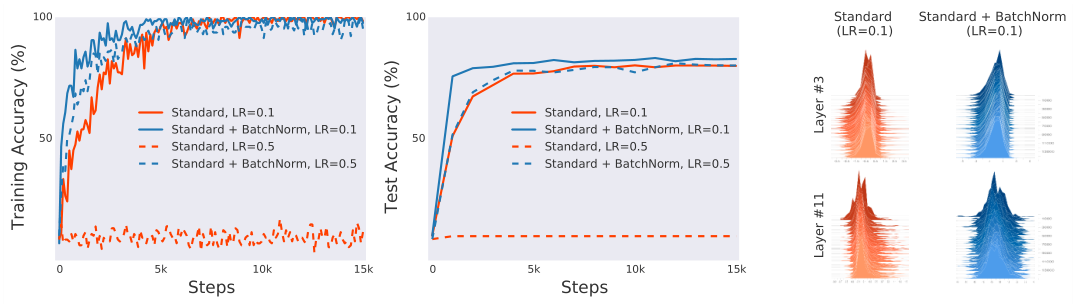 100
50
Training Accuracy (%)
Standard, LR=0.1
Standard + BatchNorm, LR=0.1
Standard, LR=0.5
Standard + BatchNorm, LR=0.5
0
5k
10k
15k
Steps
100
50
Test Accuracy (%)
Standard, LR=0.1
Standard + BatchNorm, LR=0.1
Standard, LR=0.5
Standard + BatchNorm, LR=0.5
0
5k
10k
15k
Steps
Standard
(LR=0.1)
Standard + BatchNorm
(LR=0.1)
Layer #3
Layer #11